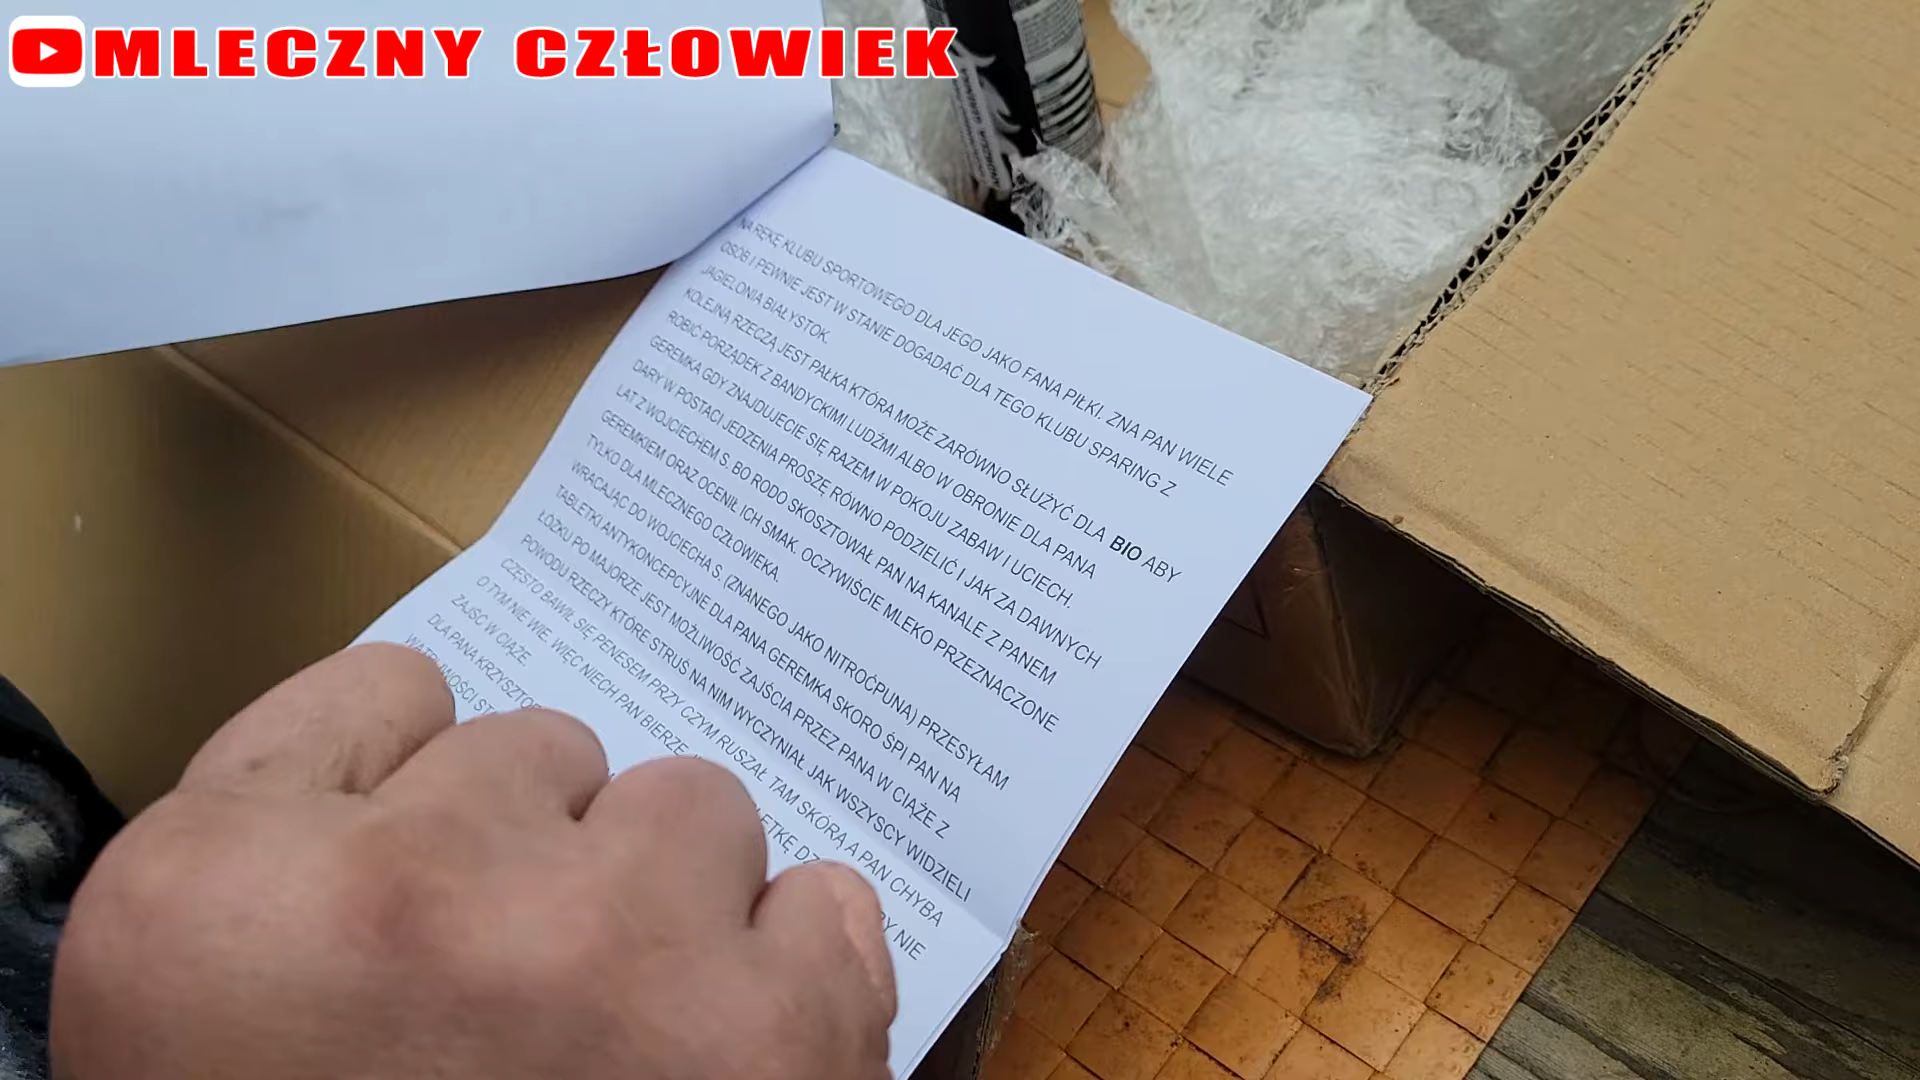 MLECZNY CZŁOWIEK
NA RĘKĘ KLUBU SPORTOWEGO DLA JEGO JAKO FANA PIŁKI. ZNA PAN WIELE
OSÓB I PEWNIE JEST W STANIE DOGADAĆ DLA TEGO KLUBU SPARING Z
JAGIELONIA BIAŁYSTOK.
KOLEJNĄ RZECZĄ JEST PAŁKA KTÓRA MOŻE ZARÓWNO SŁUŻYĆ DLA BIO ABY
ROBIĆ PORZĄDEK Z BANDYCKIMI LUDŹMI ALBO W OBRONIE DLA PANA
GEREMKA GDY ZNAJDUJECIE SIĘ RAZEM W POKOJU ZABAW I UCIECH.
DARY W POSTACI JEDZENIA PROSZĘ RÓWNO PODZIELIĆ I JAK ZA DAWNYCH
LAT Z WOJCIECHEM S. BO RODO SKOSZTOWAŁ PAN NA KANALE Z PANEM
GEREMKIEM ORAZ OCENIŁ ICH SMAK. OCZYWIŚCIE MLEKO PRZEZNACZONE
TYLKO DLA MLECZNEGO CZŁOWIEKA.
WRACAJĄC DO WOJCIECHA S. (ZNANEGO JAKO NITROĆPUNA) PRZESYŁAM
TABLETKI ANTYKONCEPCYJNE DLA PANA GEREMKA SKORO ŚPI PAN NA
ŁÓŻKU PO MAJORZE JEST MOŻLIWOŚĆ ZAJŚCIA PRZEZ PANA W CIĄŻE Z
POWODU RZECZY KTÓRE STRUŚ NA NIM WYCZYNIAŁ JAK WSZYSCY WIDZIELI
CZĘSTO BAWIŁ SIĘ PENESEM PRZY CZYM RUSZAŁ TAM SKÓRĄ A PAN CHYBA
O TYM NIE WIE. WIĘC NIECH PAN BIERZE NIE
ZAJŚC W CIĄŻE.
DLA PANA